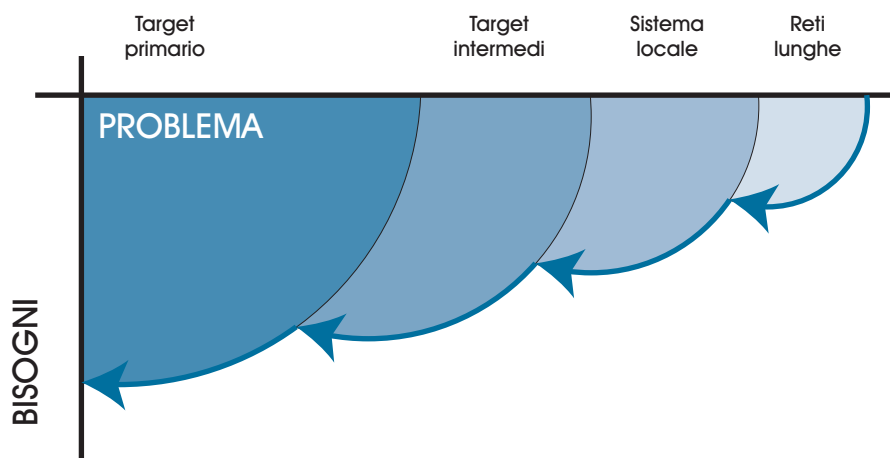 Target
primario
Target
intermedi
Sistema
locale
Reti
lunghe
PROBLEMA
BISOGNI